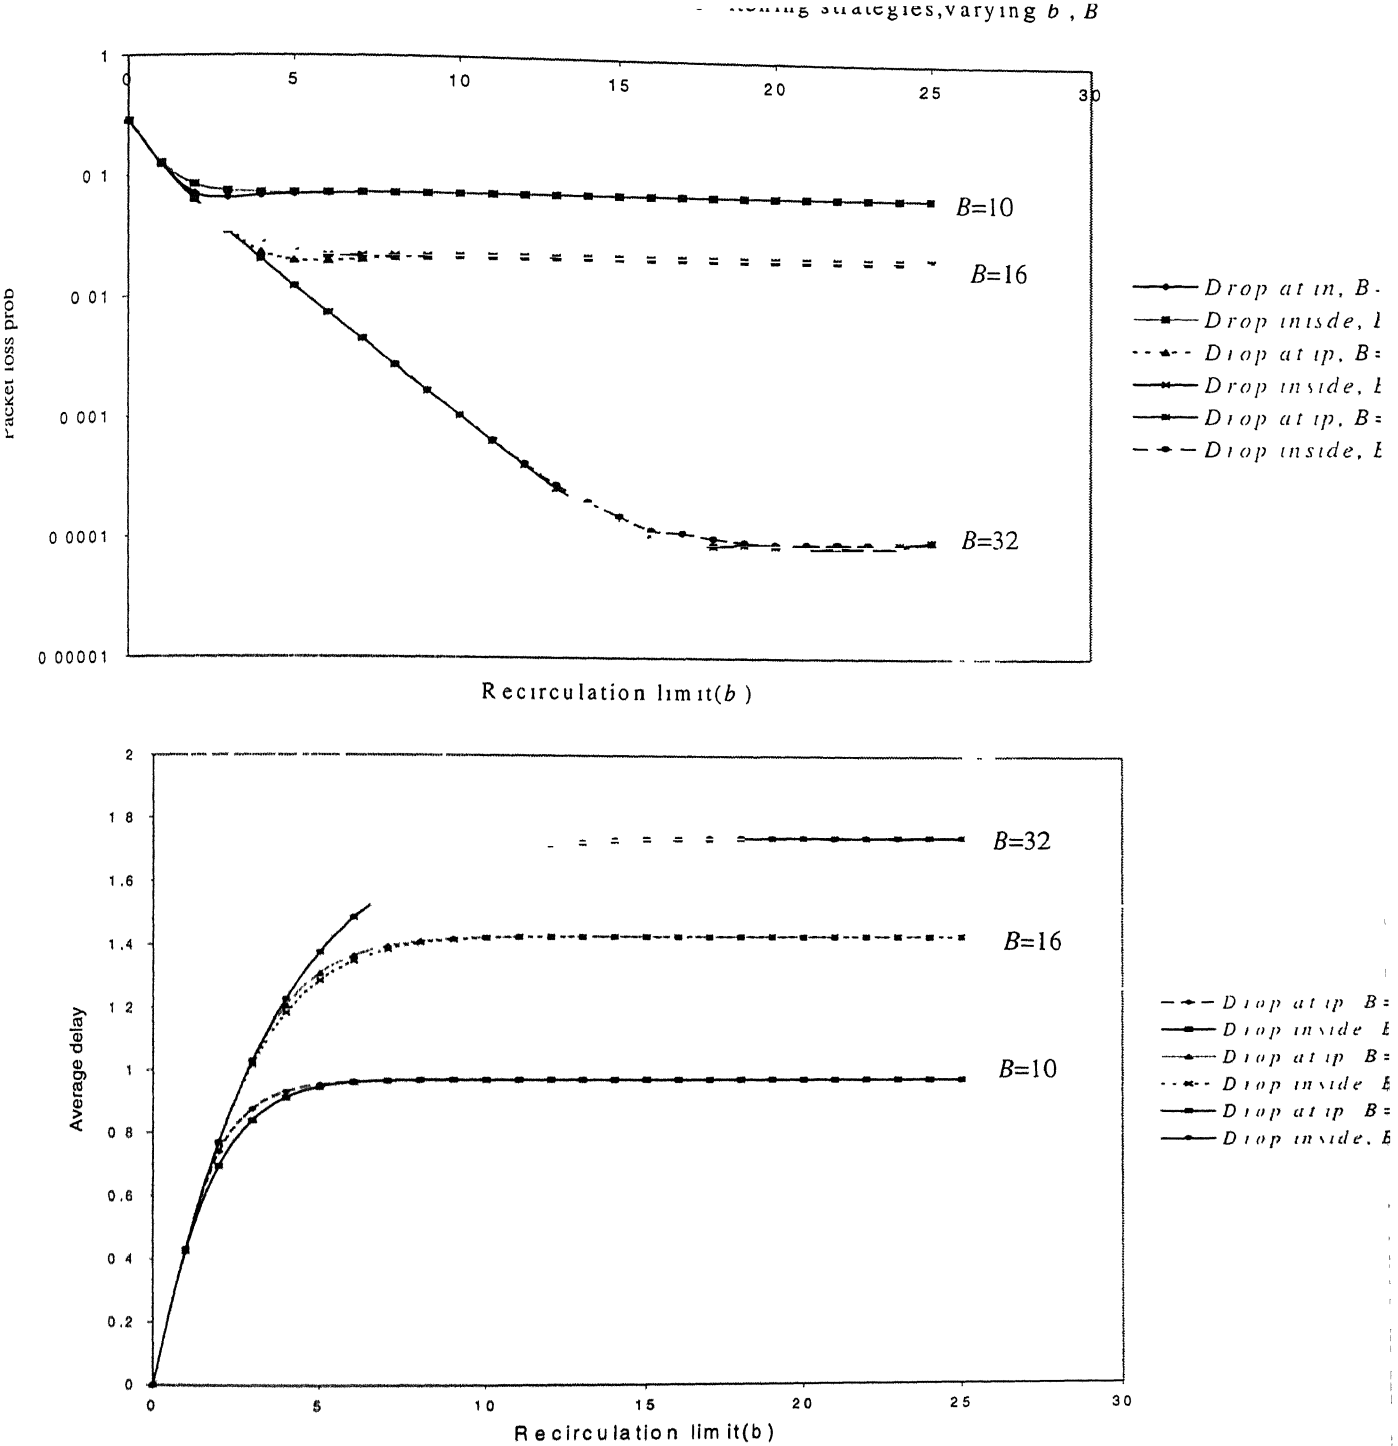 strategies, varying b , B
1
0 5 10 15 20 25 30
0 1
0 01
0 001
0 0001
0 00001
Packet loss prob
B=10
B=16
B=32
Drop at in, B-
Drop inisde,
Drop at ip, B=
Drop inside,
Drop at ip, B=
Drop inside,
Recirculation limit(b )
2
1 8
1.6
1.4
1 2
1
0 8
0.6
0 4
0.2
0
Average delay
B=32
B=16
B=10
Drop at ip B=
Drop inside
Drop at ip B=
Drop inside
Drop at ip B=
Drop inside, B
0 5 10 15 20 25 30
Recirculation limit(b)